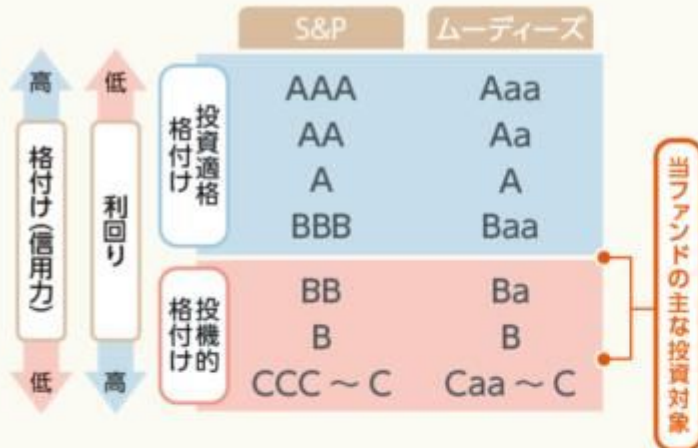 S&P ムーディーズ
高
格付け(信用力)
低
低
利回り
高
投資適格
格付け
AAA Aaa
AA Aa
A A
BBB Baa
投機的
格付け
BB Ba
B B
CCC ~ C Caa ~ C
当ファンドの主な投資対象